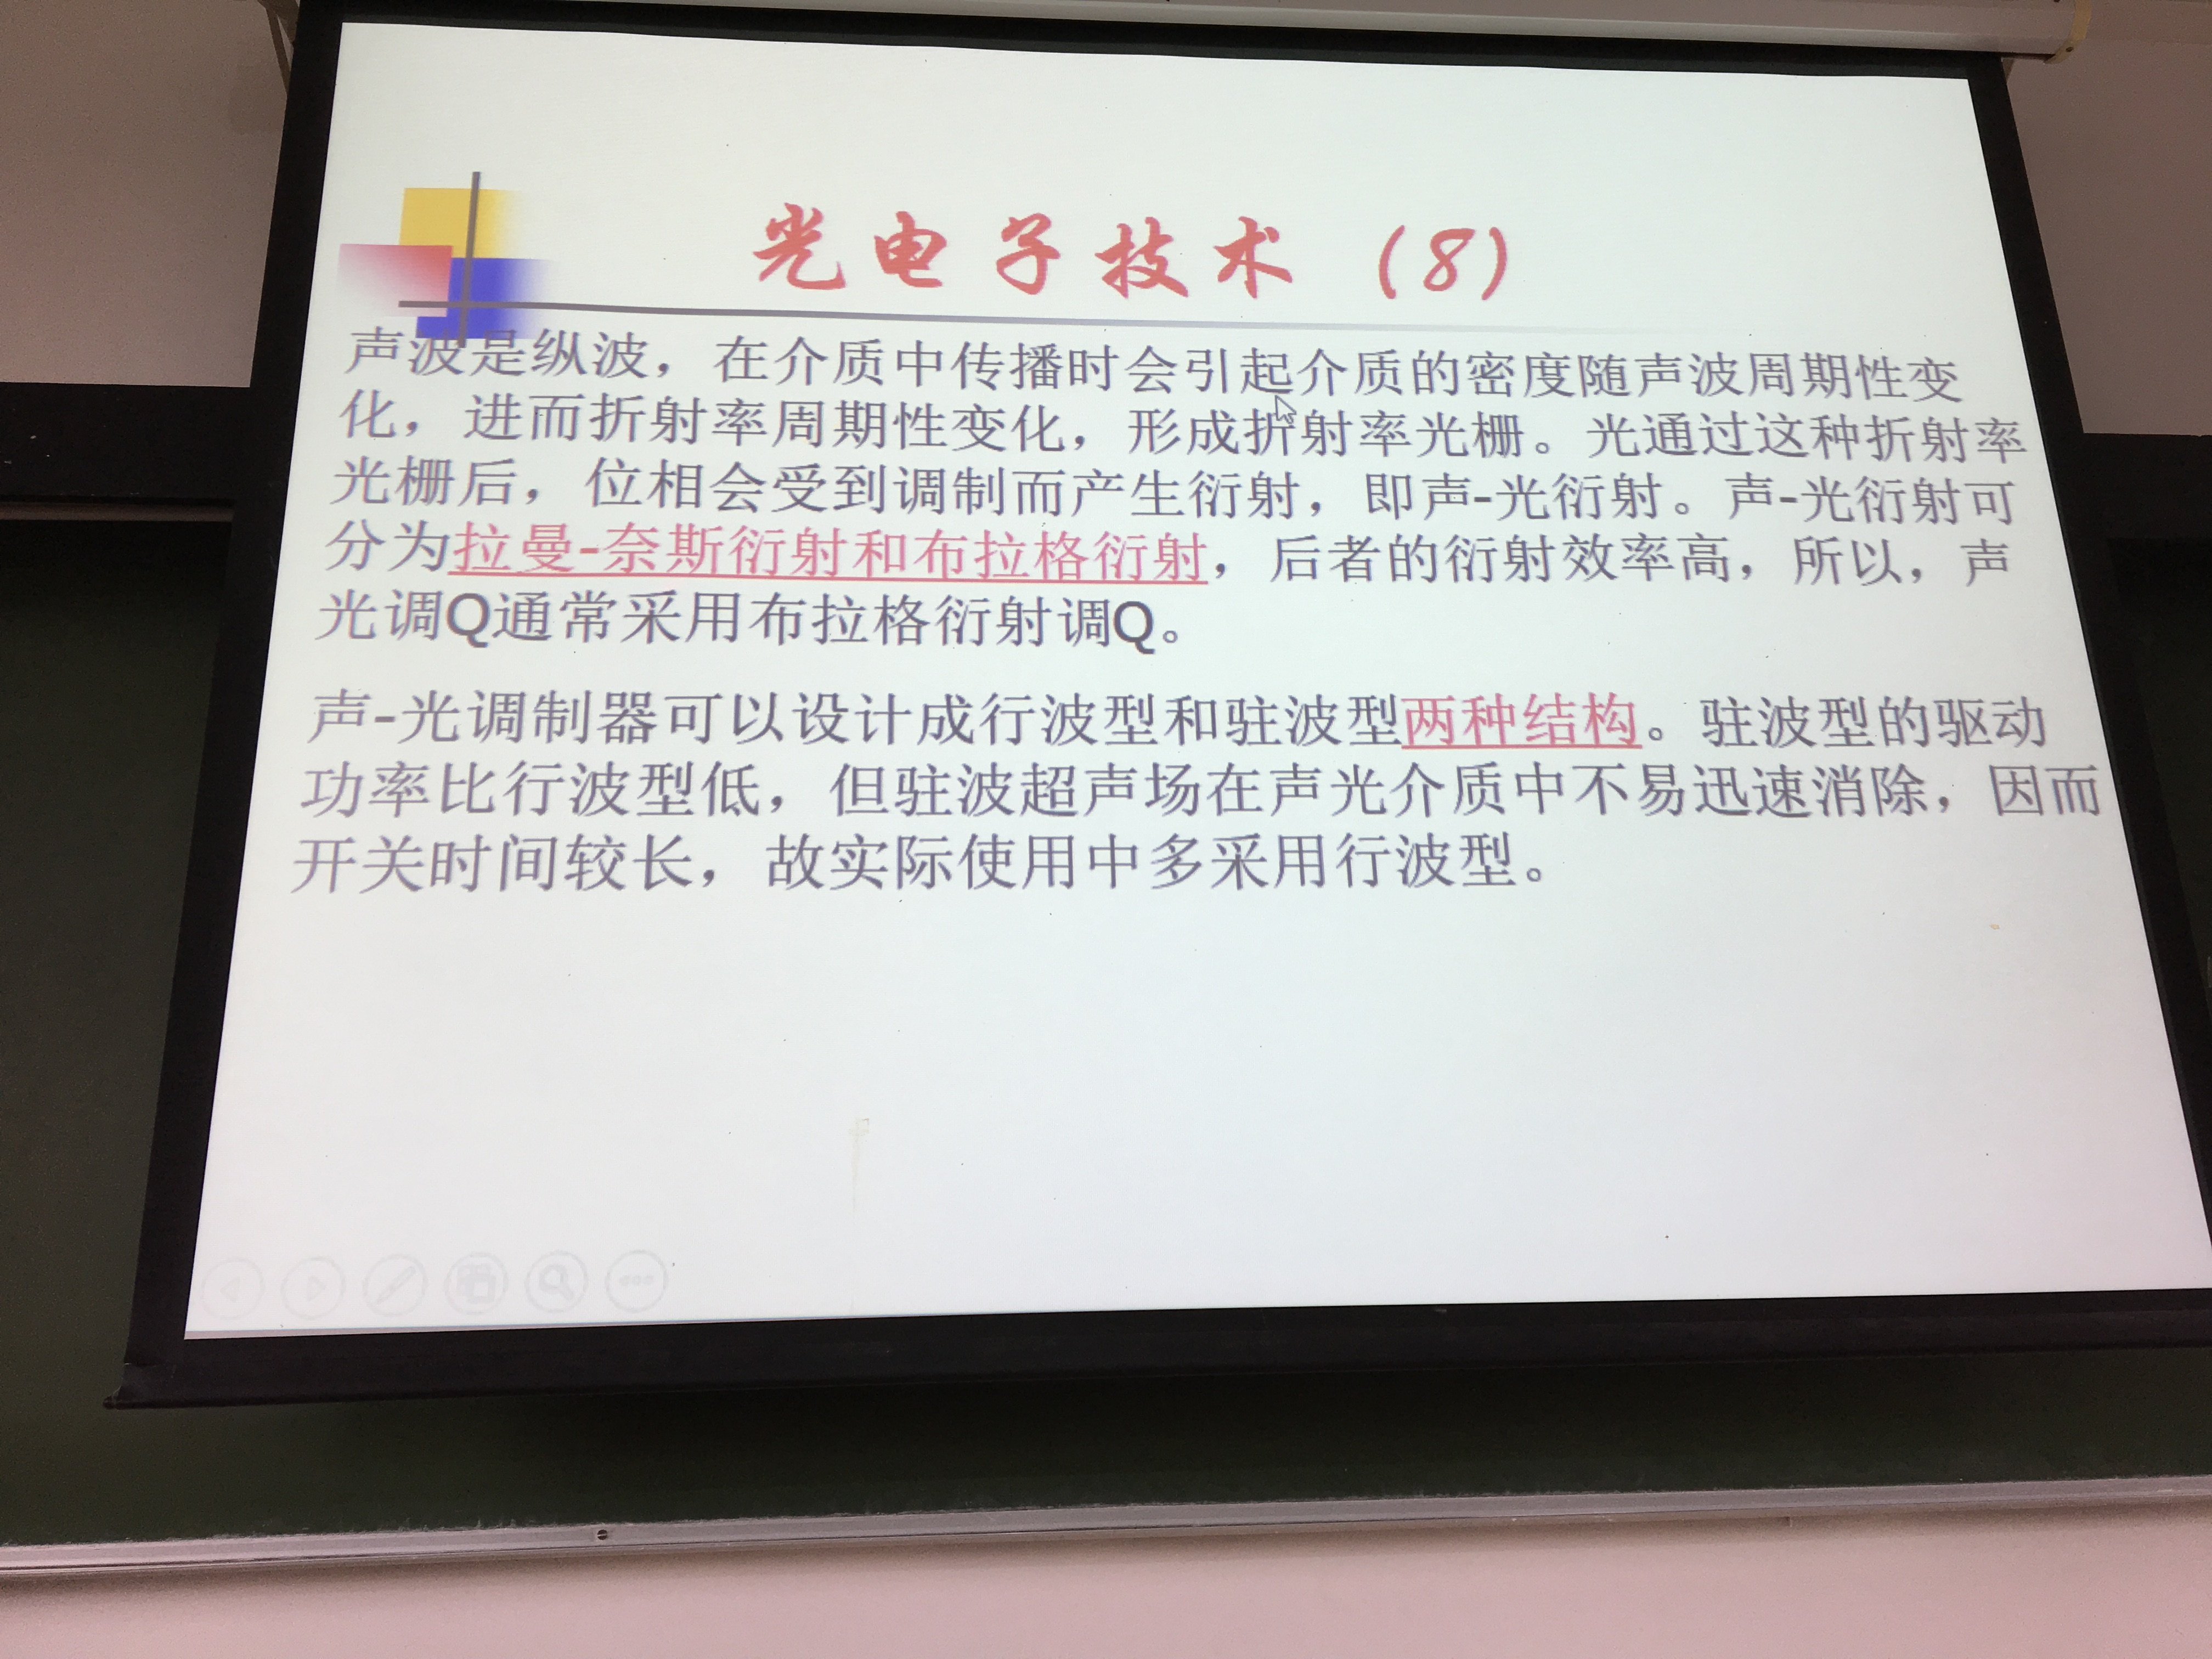 光电子技术（8）
声波是纵波，在介质中传播时会引起介质的密度随声波周期性变
化，进而折射率周期性变化，形成折射率光栅。光通过这种折射率
光栅后，位相会受到调制而产生衍射，即声-光衍射。声-光衍射可
分为拉曼-奈斯衍射和布拉格衍射，后者的衍射效率高，所以，声
光调Q通常采用布拉格衍射调Q。
声-光调制器可以设计成行波型和驻波型两种结构。驻波型的驱动
功率比行波型低，但驻波超声场在声光介质中不易迅速消除，因而
开关时间较长，故实际使用中多采用行波型。